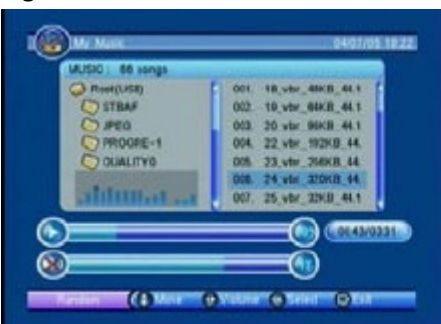 My Music 04/07/05 18:22
MUSIC : 66 songs
Root(USB)
STBAF
JPEG
PROGRE~1
QUALITY0
001. 18_vbr_48KB_44.1
002. 19_vbr_64KB_44.1
003. 20_vbr_96KB_44.1
004. 22_vbr_192KB_44.
005. 23_vbr_256KB_44.
006. 24_vbr_320KB_44.
007. 25_vbr_32KB_44.1
00:43/03:31
Random Move Volume Select Exit